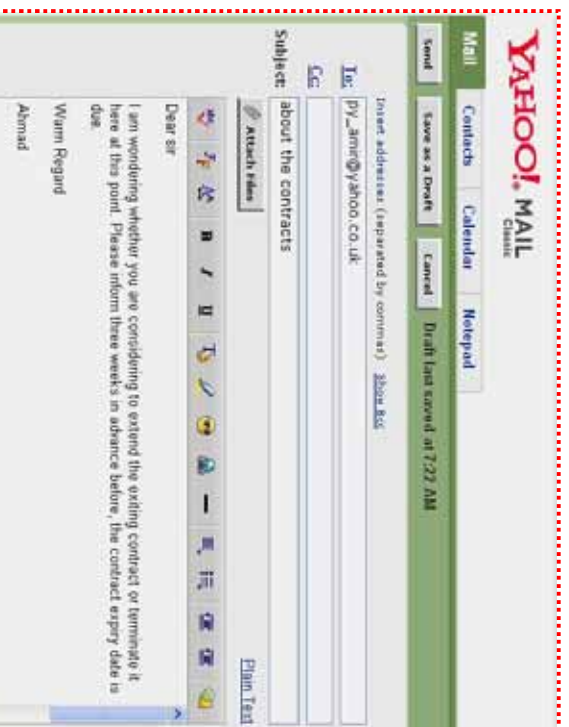 YAHOO! MAIL
Classic
Mail Contacts Calendar Notepad
Send Save as a Draft Cancel Draft last saved at 7:22 AM
Insert addresses (separated by commas) Show BCC
To: py_amir@yahoo.co.uk
Cc:
Subject: about the contracts
Attach Files
Plain Text
B I U
Dear sir
I am wondering whether you are considering to extend the exiting contract or terminate it
here at this point. Please inform three weeks in advance before, the contract expiry date is
due.
Warm Regard
Ahmad